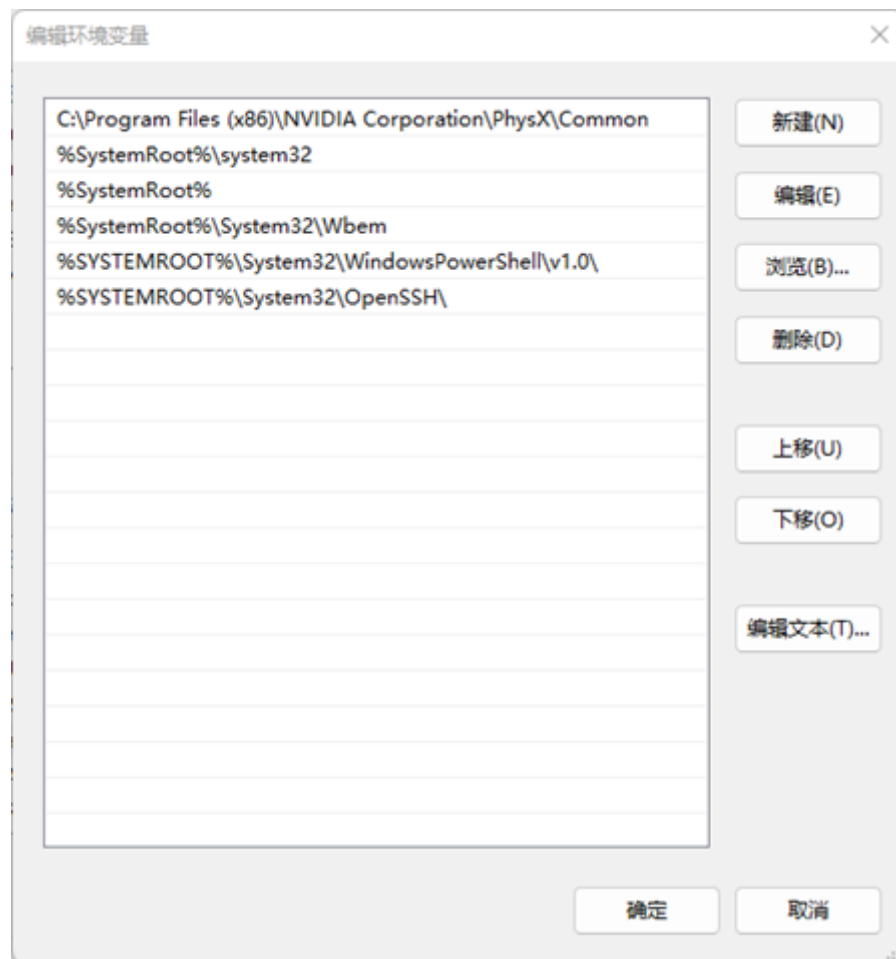 编辑环境变量
C:\Program Files (x86)\NVIDIA Corporation\PhysX\Common
%SystemRoot%\system32
%SystemRoot%
%SystemRoot%\System32\Wbem
%SYSTEMROOT%\System32\WindowsPowerShell\v1.0\
%SYSTEMROOT%\System32\OpenSSH\
新建(N)
编辑(E)
浏览(B)...
删除(D)
上移(U)
下移(O)
编辑文本(T)...
确定
取消